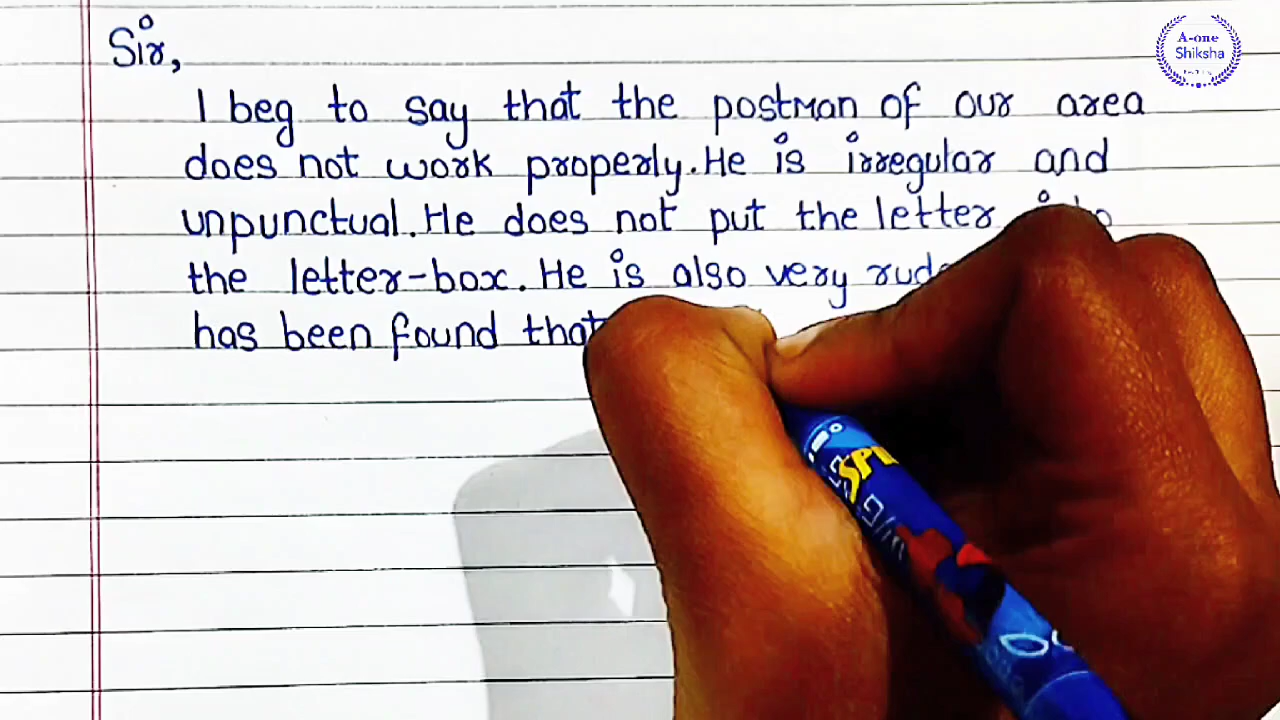 Sir,
I beg to say that the postman of our area
does not work properly. He is irregular and
unpunctual. He does not put the letter
the letter-box. He is also very
has been found that
A-one
Shiksha